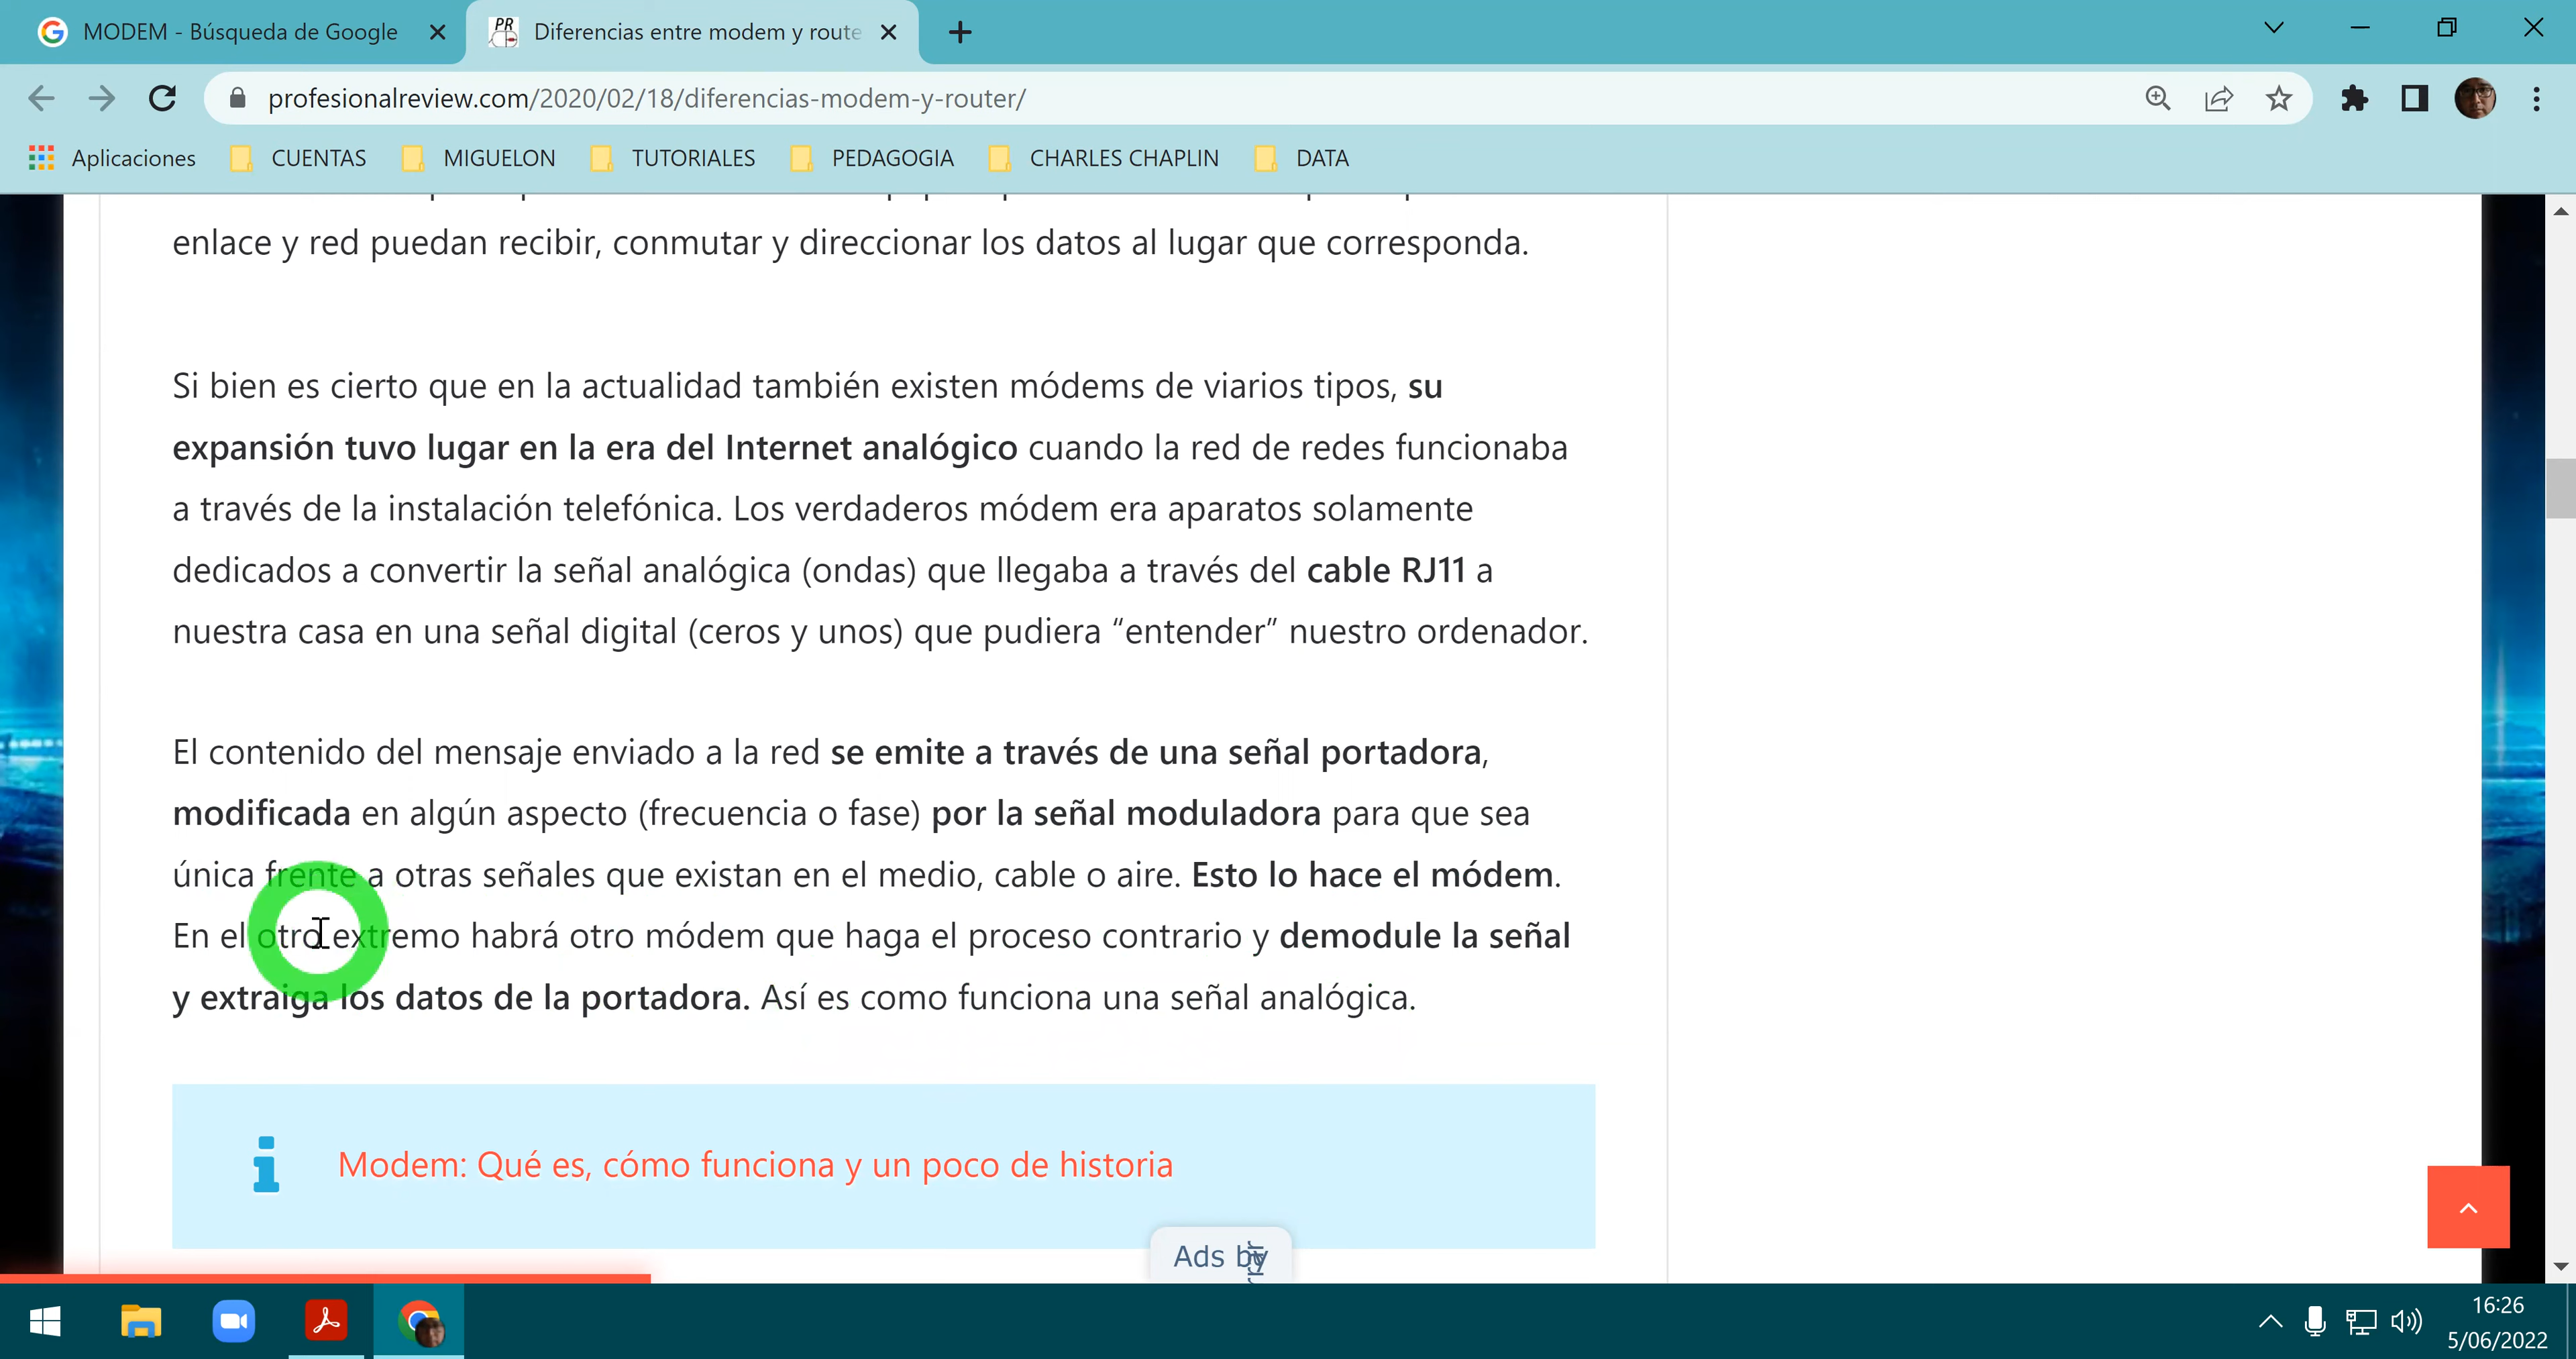 MODEM - Búsqueda de Google
PR
Diferencias entre modem y route
profesionalreview.com/2020/02/18/diferencias-modem-y-router/
Aplicaciones CUENTAS MIGUELON TUTORIALES PEDAGOGIA CHARLES CHAPLIN DATA
enlace y red puedan recibir, conmutar y direccionar los datos al lugar que corresponda.
Si bien es cierto que en la actualidad también existen módems de viarios tipos, su
expansión tuvo lugar en la era del Internet analógico cuando la red de redes funcionaba
a través de la instalación telefónica. Los verdaderos módem era aparatos solamente
dedicados a convertir la señal analógica (ondas) que llegaba a través del cable RJ11 a
nuestra casa en una señal digital (ceros y unos) que pudiera “entender” nuestro ordenador.
El contenido del mensaje enviado a la red se emite a través de una señal portadora,
modificada en algún aspecto (frecuencia o fase) por la señal moduladora para que sea
única frente a otras señales que existan en el medio, cable o aire. Esto lo hace el módem.
En el otro extremo habrá otro módem que haga el proceso contrario y demodule la señal
y extraiga los datos de la portadora. Así es como funciona una señal analógica.
Modem: Qué es, cómo funciona y un poco de historia
Ads by
16:26
5/06/2022